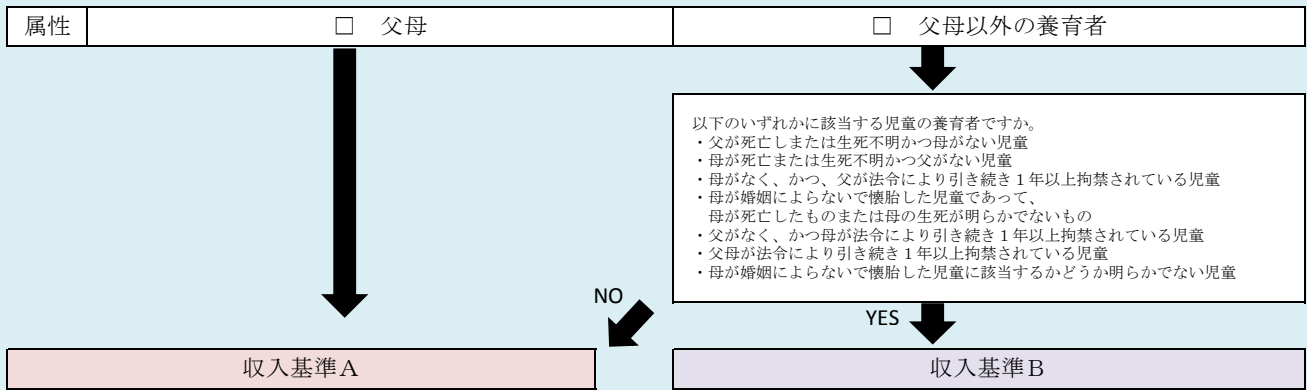 属性
□ 父母
□ 父母以外の養育者
以下のいずれかに該当する児童の養育者ですか。
・父が死亡しまたは生死不明かつ母がない児童
・母が死亡または生死不明かつ父がない児童
・母がなく、かつ、父が法令により引き続き１年以上拘禁されている児童
・母が婚姻によらないで懐胎した児童であって、
母が死亡したものまたは母の生死が明らかでないもの
・父がなく、かつ母が法令により引き続き１年以上拘禁されている児童
・父母が法令により引き続き１年以上拘禁されている児童
・母が婚姻によらないで懐胎した児童に該当するかどうか明らかでない児童
NO
YES
収入基準Ａ
収入基準Ｂ